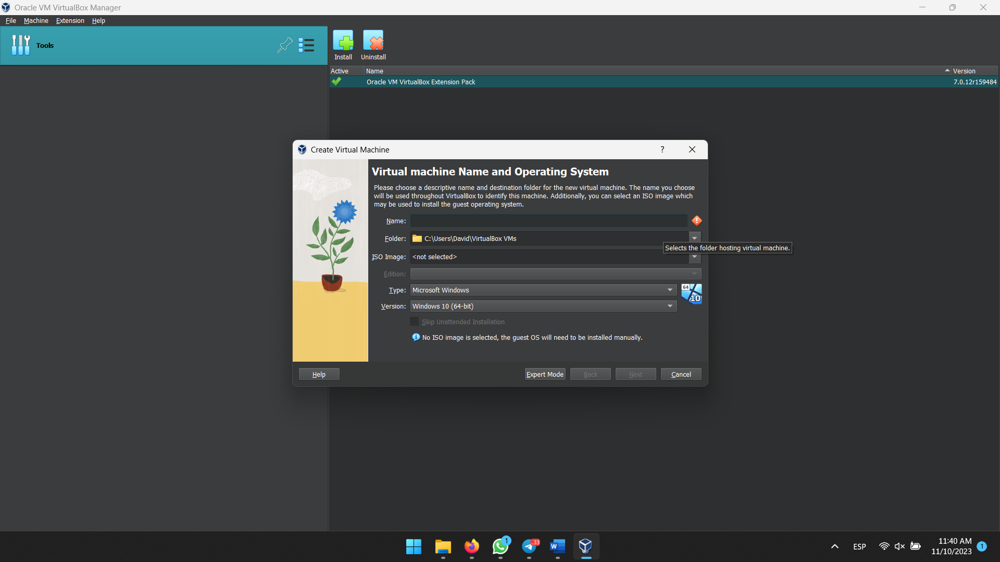 Oracle VM VirtualBox Manager
File Machine Extension Help
Tools
Install Uninstall
Active Name Version
Oracle VM VirtualBox Extension Pack 7.0.12r159484
Create Virtual Machine
?
Virtual machine Name and Operating System
Please choose a descriptive name and destination folder for the new virtual machine. The name you choose
will be used throughout VirtualBox to identify this machine. Additionally, you can select an ISO image which
may be used to install the guest operating system.
Name:
Folder: C:\Users\David\VirtualBox VMs
Selects the folder hosting virtual machine.
ISO Image: <not selected>
Edition:
Type: Microsoft Windows
64
10
Version: Windows 10 (64-bit)
Skip Unattended Installation
No ISO image is selected, the guest OS will need to be installed manually.
Help Expert Mode Back Next Cancel
1
..33
W
ESP
11:40 AM
11/10/2023
1